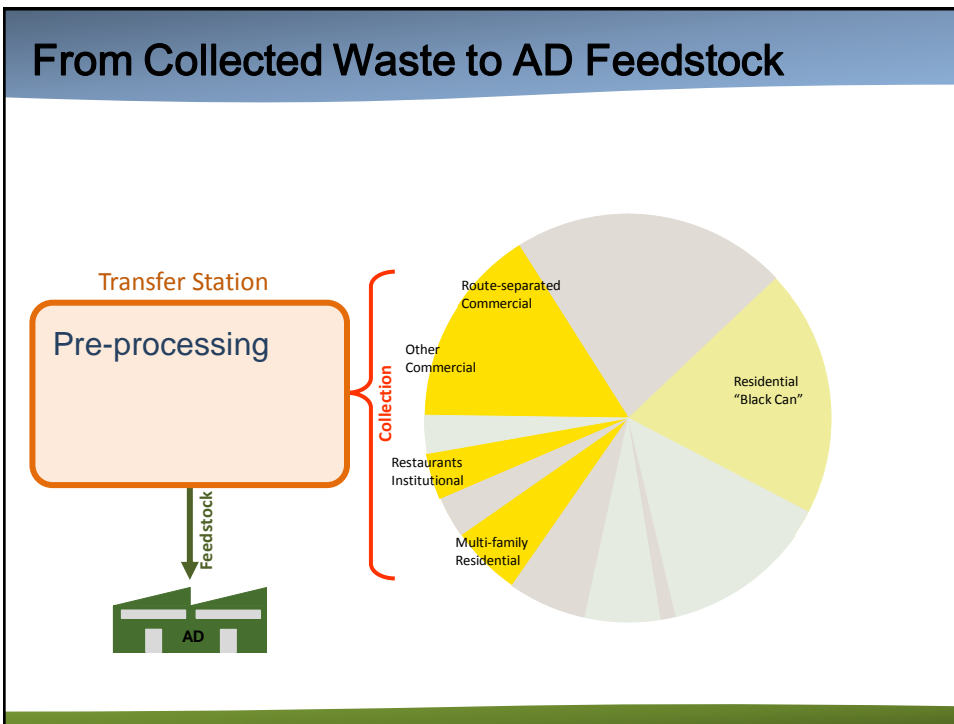 From Collected Waste to AD Feedstock
Transfer Station
Pre-processing
Feedstock
AD
Collection
Route-separated
Commercial
Other
Commercial
Restaurants
Institutional
Multi-family
Residential
Residential
“Black Can”